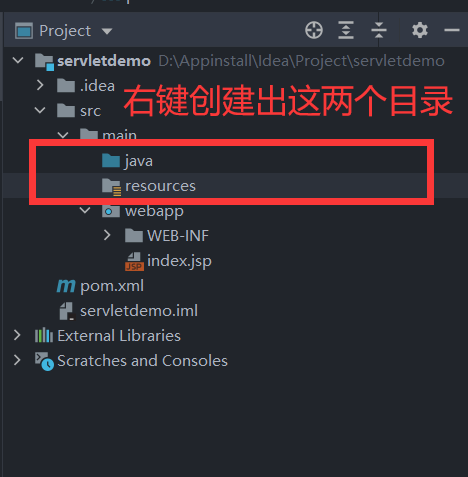 Project
servletdemo D:\Appinstall\Idea\Project\servletdemo
.idea
src
右键创建出这两个目录
main
java
resources
webapp
WEB-INF
JSP index.jsp
m pom.xml
servletdemo.iml
External Libraries
Scratches and Consoles